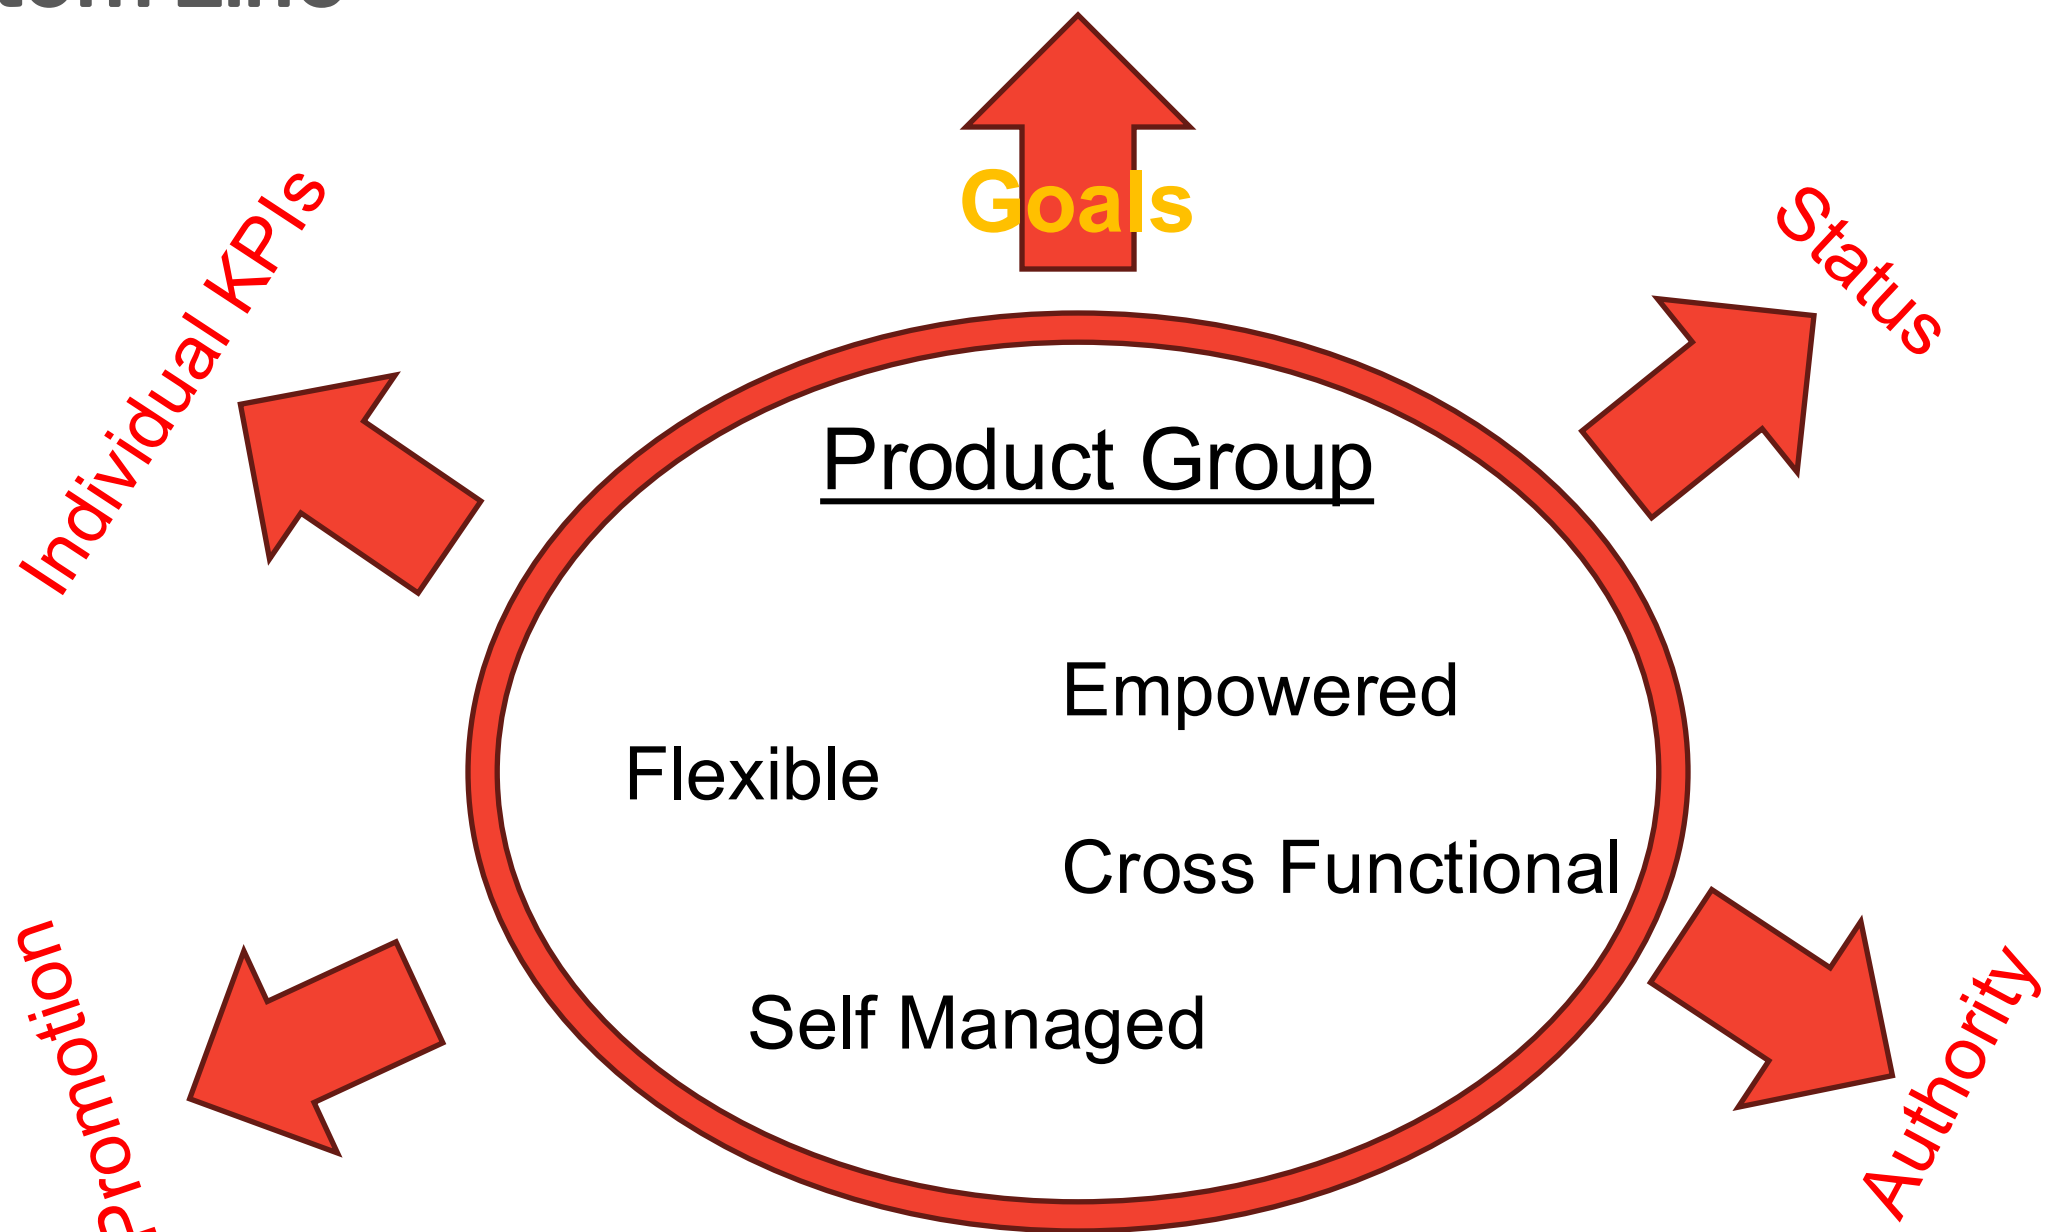 Goals
Individual KPIs
Status
Product Group
Empowered
Flexible
Cross Functional
Self Managed
Promotion
Authority